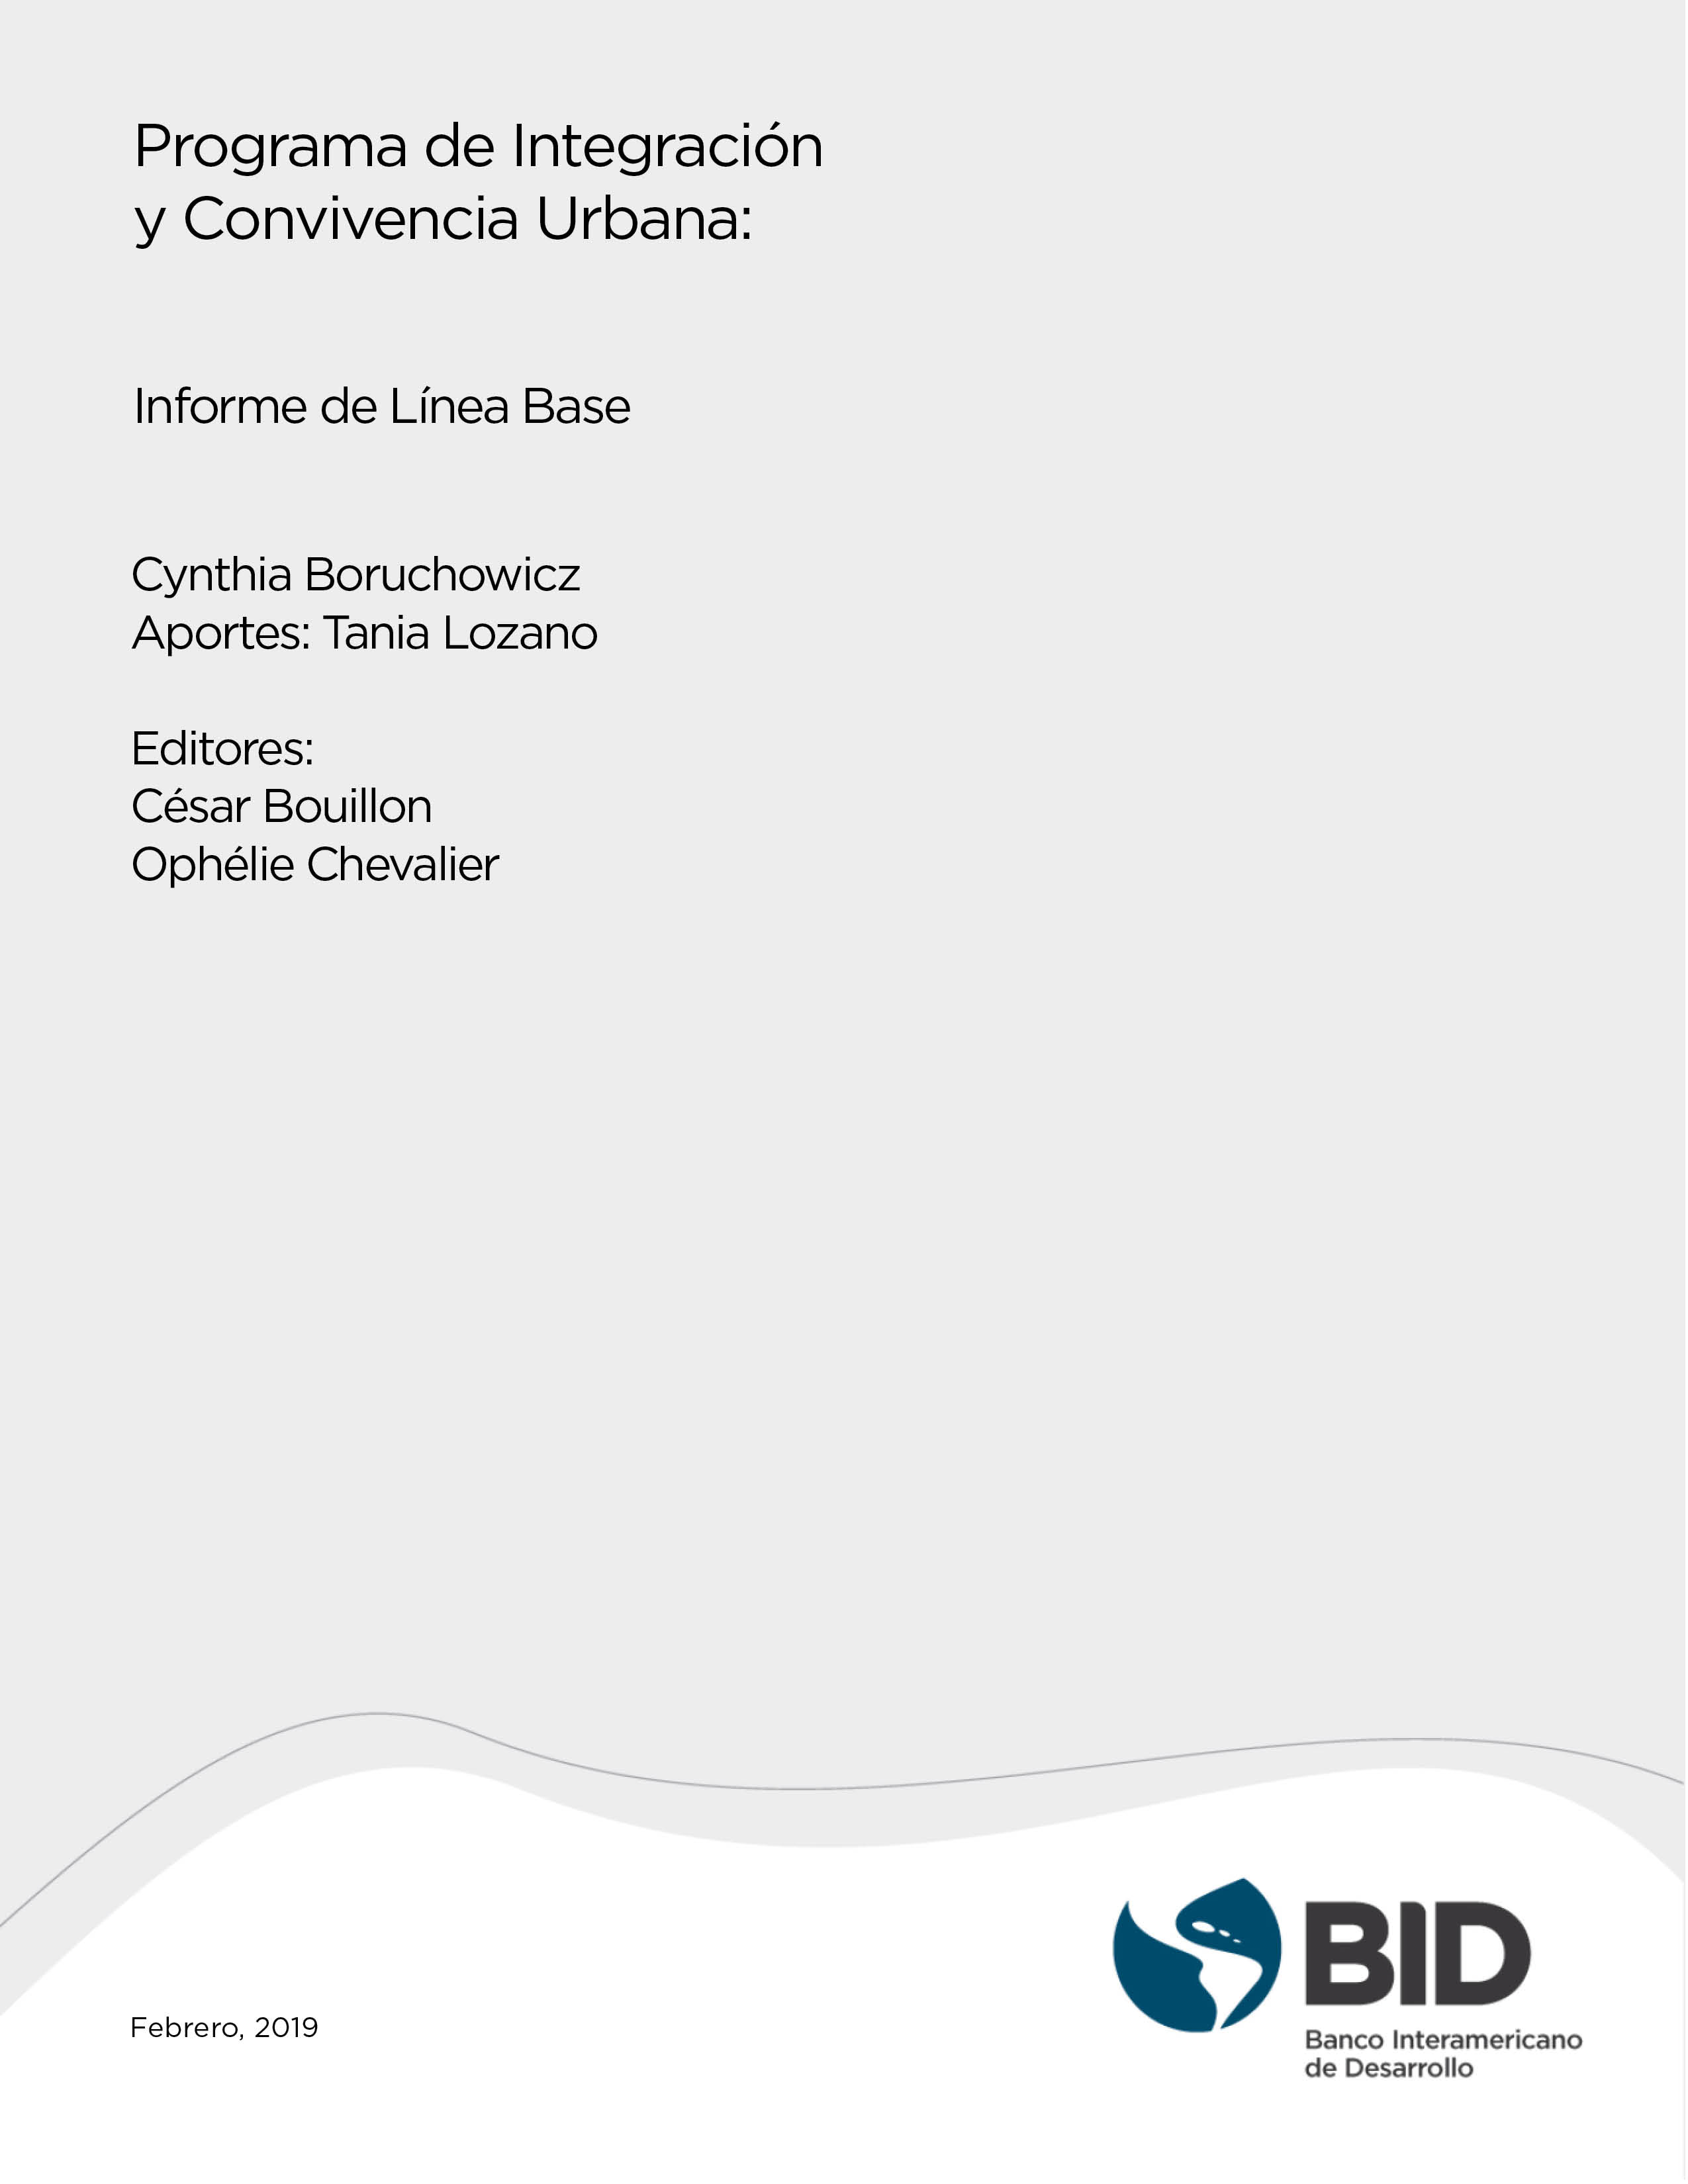 Programa de Integración
y Convivencia Urbana:
Informe de Línea Base
Cynthia Boruchowicz
Aportes: Tania Lozano
Editores:
César Bouillon
Ophélie Chevalier
Febrero, 2019
BID
Banco Interamericano
de Desarrollo